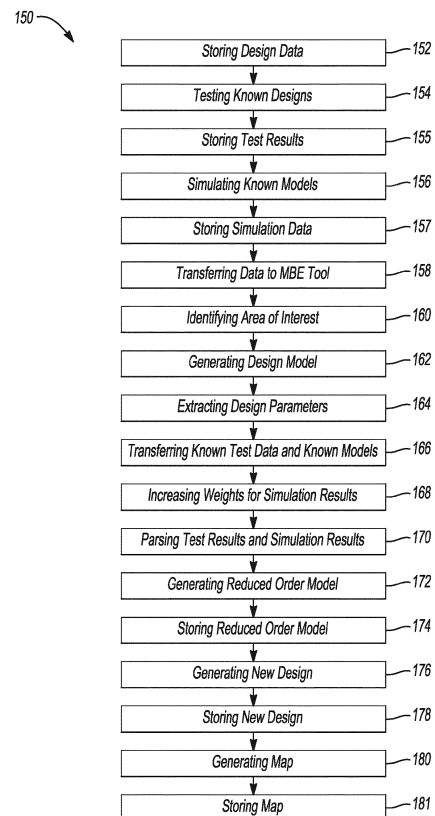 150
Storing Design Data 152
Testing Known Designs 154
Storing Test Results 155
Simulating Known Models 156
Storing Simulation Data 157
Transferring Data to MBE Tool 158
Identifying Area of Interest 160
Generating Design Model 162
Extracting Design Parameters 164
Transferring Known Test Data and Known Models 166
Increasing Weights for Simulation Results 168
Parsing Test Results and Simulation Results 170
Generating Reduced Order Model 172
Storing Reduced Order Model 174
Generating New Design 176
Storing New Design 178
Generating Map 180
Storing Map 181